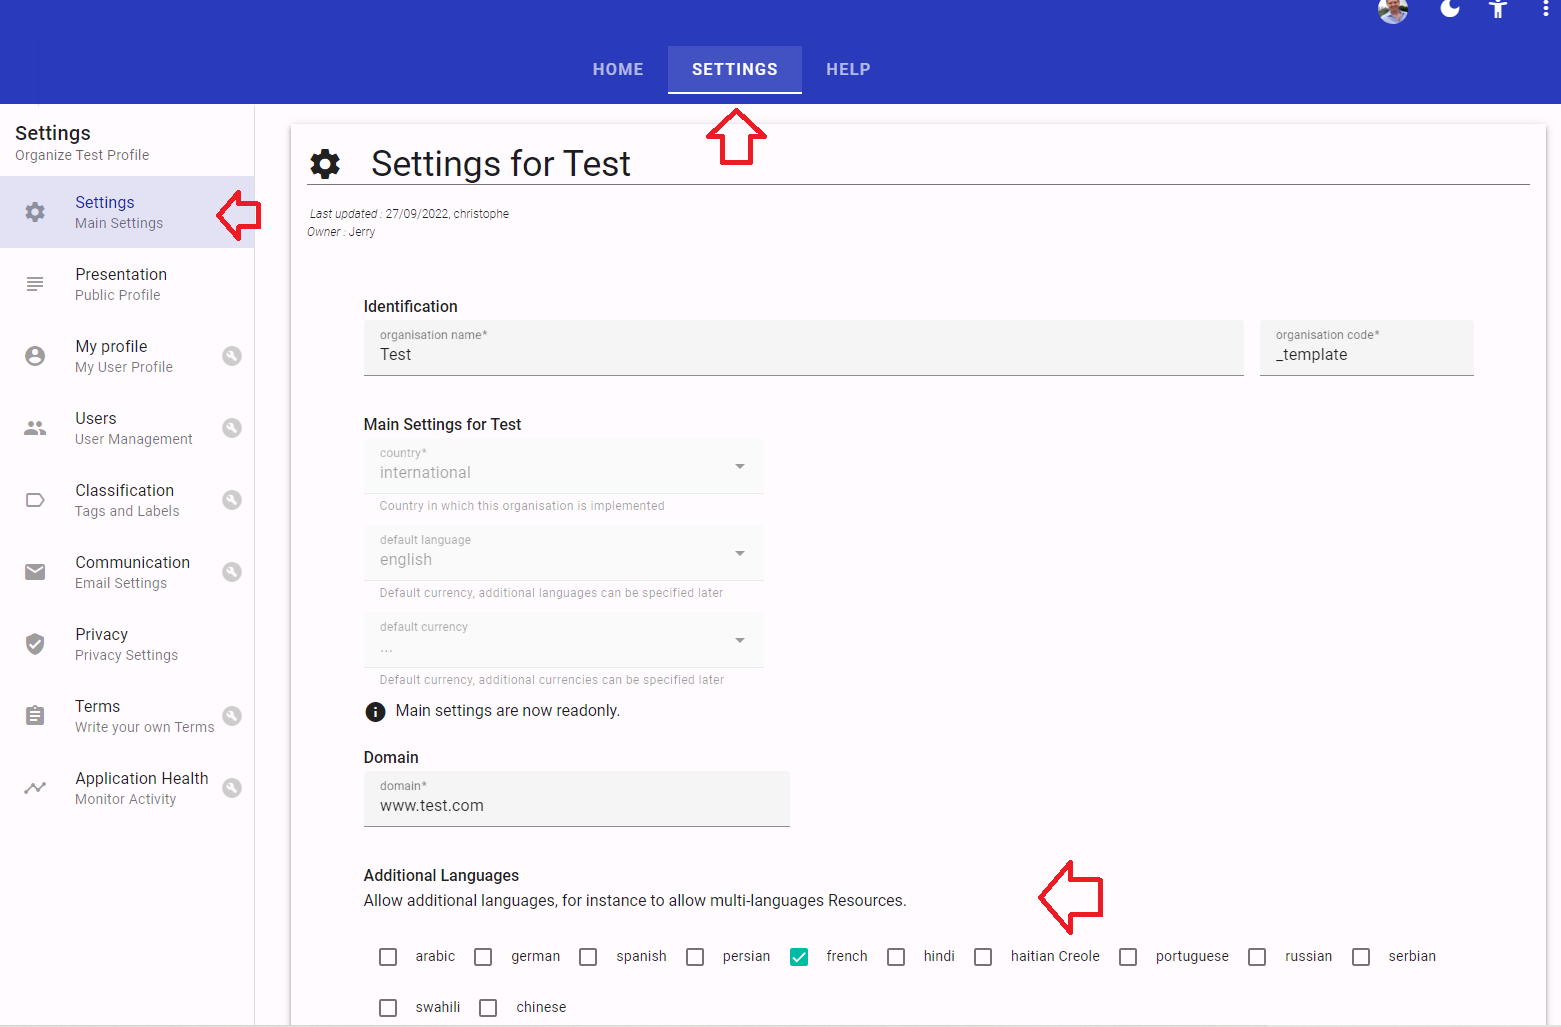 HOME SETTINGS HELP
Settings
Organize Test Profile
Settings
Main Settings
Presentation
Public Profile
My profile
My User Profile
Users
User Management
Classification
Tags and Labels
Communication
Email Settings
Privacy
Privacy Settings
Terms
Write your own Terms
Application Health
Monitor Activity
Settings for Test
Last updated : 27/09/2022, christophe
Owner : Jerry
Identification
organisation name* organisation code*
Test _template
Main Settings for Test
country*
international
Country in which this organisation is implemented
default language
english
Default currency, additional languages can be specified later
default currency
...
Default currency, additional currencies can be specified later
Main settings are now readonly.
Domain
domain*
www.test.com
Additional Languages
Allow additional languages, for instance to allow multi-languages Resources.
arabic german spanish persian french hindi haitian Creole portuguese russian serbian
swahili chinese